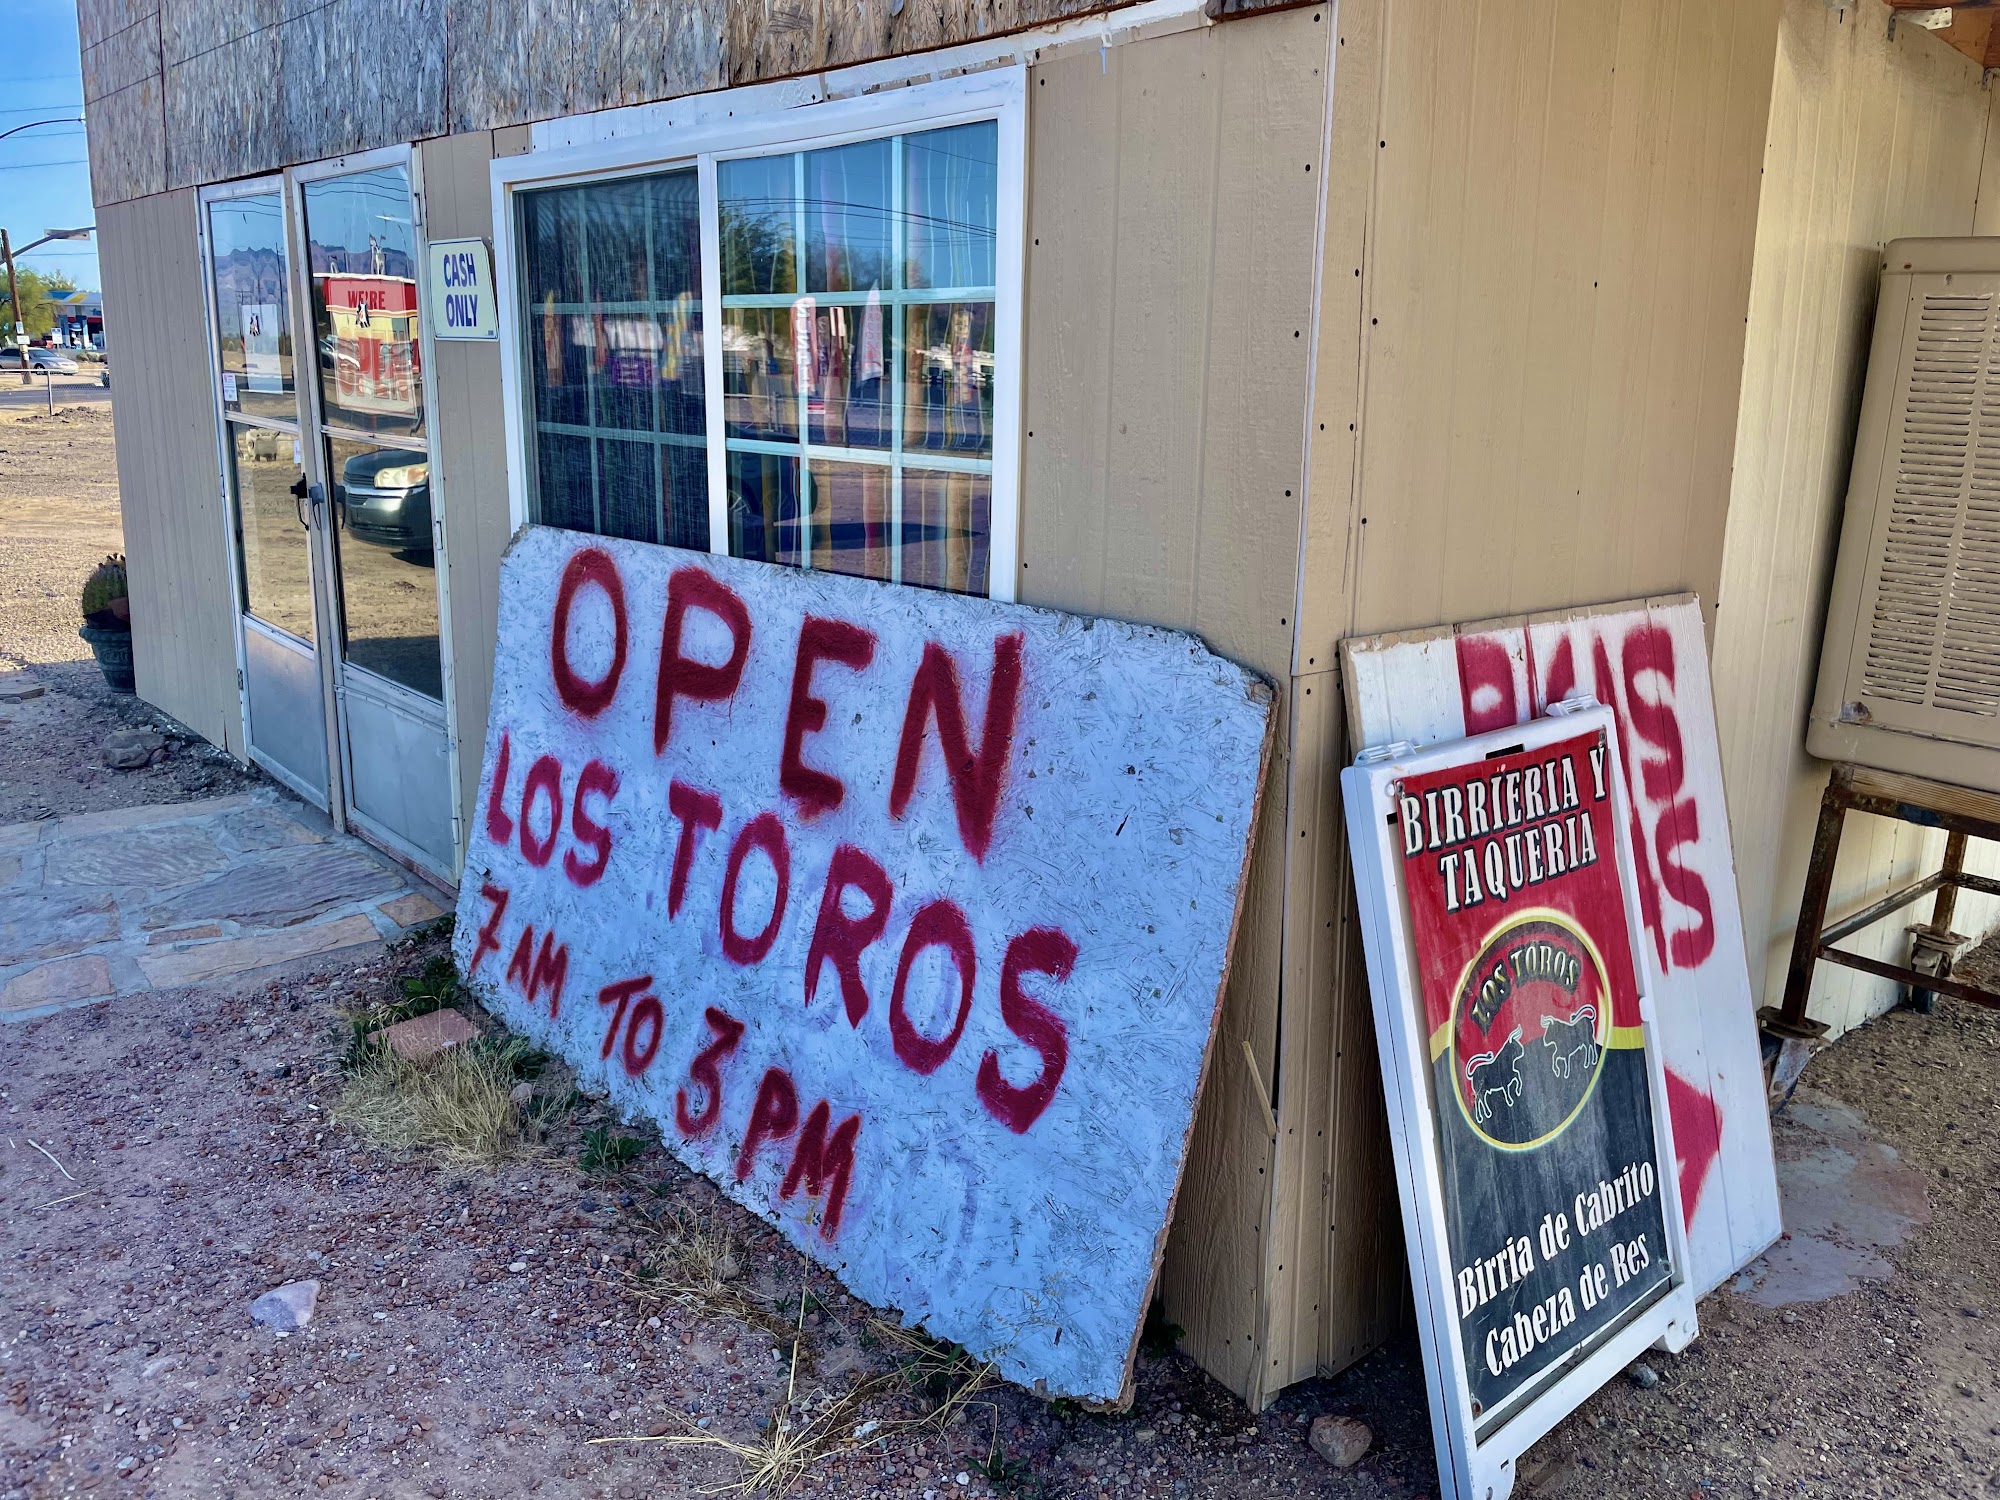 CASH
ONLY
WE'RE
OPEN
OPEN
LOS TOROS
7 AM TO 3 PM
BIRRIERIA Y
TAQUERIA
LOS TOROS
Birria de Cabrito
Cabeza de Res